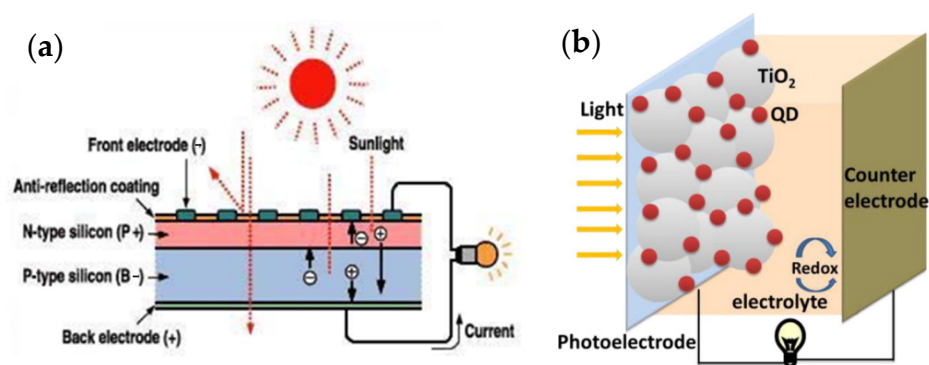 (a)
Front electrode (-)
Sunlight
Anti-reflection coating
N-type silicon (P+)
P-type silicon (B-)
Back electrode (+)
Current
(b)
TiO₂
Light
QD
Counter
electrode
Redox
electrolyte
Photoelectrode